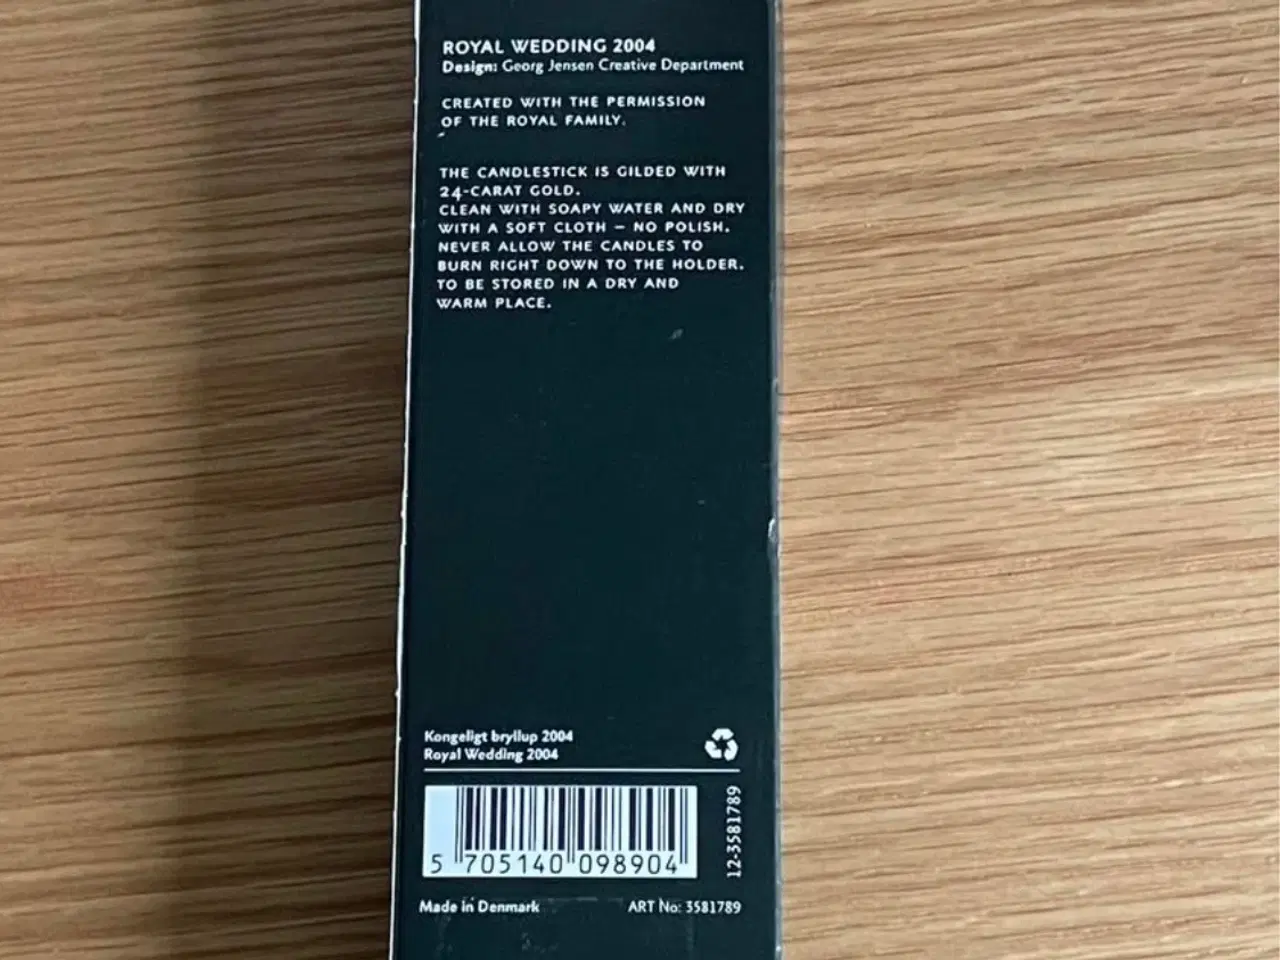 ROYAL WEDDING 2004
Design: Georg Jensen Creative Department
CREATED WITH THE PERMISSION
OF THE ROYAL FAMILY.
THE CANDLESTICK IS GILDED WITH
24-CARAT GOLD.
CLEAN WITH SOAPY WATER AND DRY
WITH A SOFT CLOTH – NO POLISH.
NEVER ALLOW THE CANDLES TO
BURN RIGHT DOWN TO THE HOLDER.
TO BE STORED IN A DRY AND
WARM PLACE.
Kongeligt bryllup 2004
Royal Wedding 2004
5 705140 098904
12-3581789
Made in Denmark
ART No: 3581789